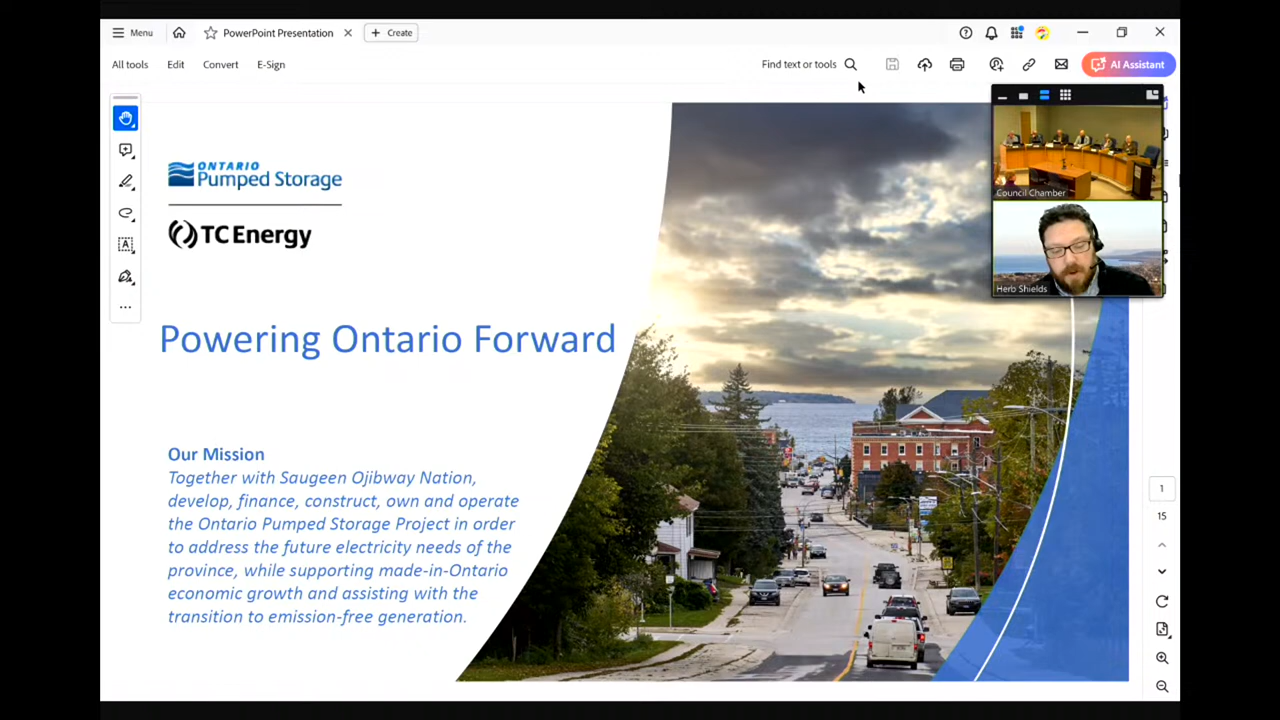 Menu
PowerPoint Presentation
Create
All tools
Edit
Convert
E-Sign
Find text or tools
AI Assistant
Council Chamber
Herb Shields
ONTARIO
Pumped Storage
TC Energy
Powering Ontario Forward
Our Mission
Together with Saugeen Ojibway Nation,
develop, finance, construct, own and operate
the Ontario Pumped Storage Project in order
to address the future electricity needs of the
province, while supporting made-in-Ontario
economic growth and assisting with the
transition to emission-free generation.
1
15